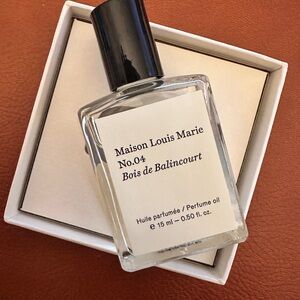 Maison Louis Marie
No.04
Bois de Balincourt
Huile parfumée / Perfume oil
e 15 ml — 0.50 fl. oz.